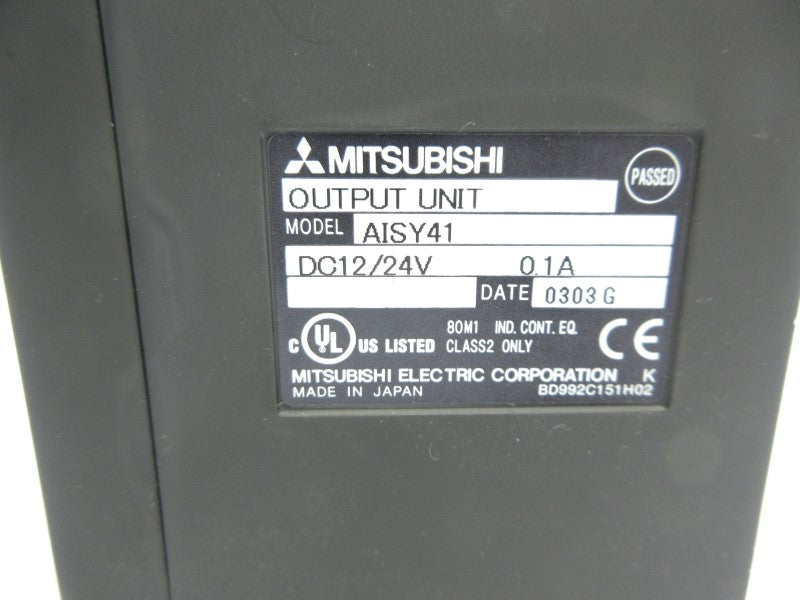 MITSUBISHI
PASSED
OUTPUT UNIT
MODEL AISY41
DC12/24V 0.1A
DATE 0303 G
C UL US LISTED 80M1 IND. CONT. EQ. CLASS2 ONLY CE
MITSUBISHI ELECTRIC CORPORATION K
MADE IN JAPAN BD992C151H02